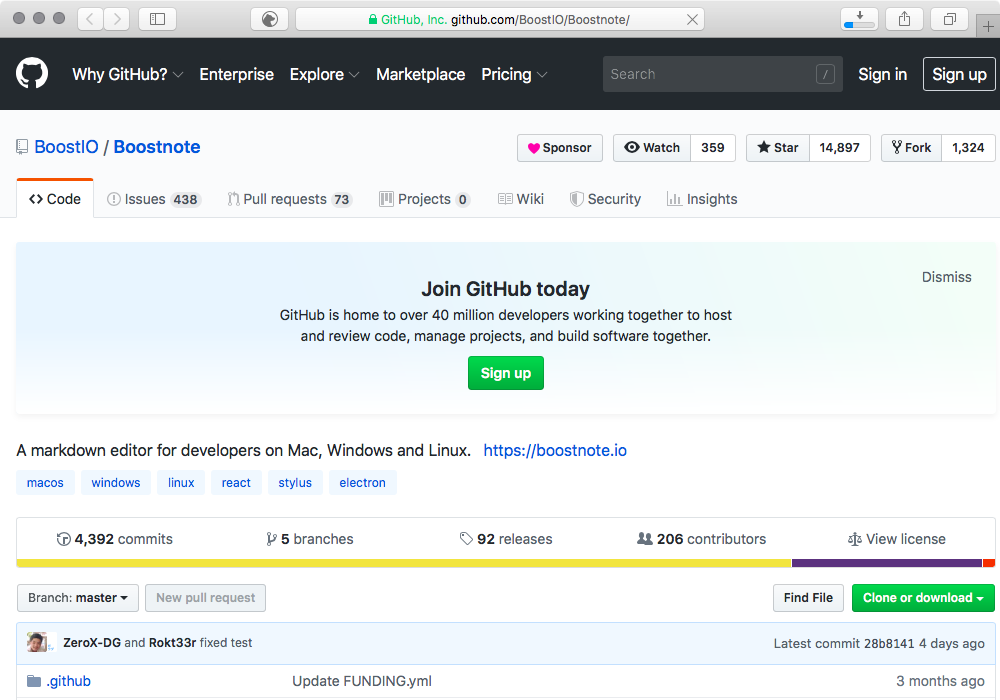 GitHub, Inc. github.com/BoostIO/Boostnote/
Why GitHub? Enterprise Explore Marketplace Pricing Search / Sign in Sign up
BoostIO / Boostnote Sponsor Watch 359 Star 14,897 Fork 1,324
Code Issues 438 Pull requests 73 Projects 0 Wiki Security Insights
Dismiss
Join GitHub today
GitHub is home to over 40 million developers working together to host
and review code, manage projects, and build software together.
Sign up
A markdown editor for developers on Mac, Windows and Linux. https://boostnote.io
macos windows linux react stylus electron
4,392 commits 5 branches 92 releases 206 contributors View license
Branch: master New pull request Find File Clone or download
ZeroX-DG and Rokt33r fixed test Latest commit 28b8141 4 days ago
.github Update FUNDING.yml 3 months ago